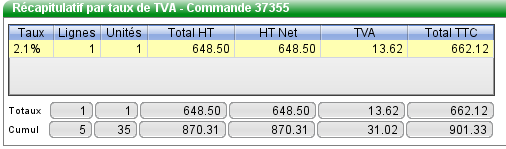 Récapitulatif par taux de TVA - Commande 37355
Taux Lignes Unités Total HT HT Net TVA Total TTC
2.1% 1 1 648.50 648.50 13.62 662.12
Totaux 1 1 648.50 648.50 13.62 662.12
Cumul 5 35 870.31 870.31 31.02 901.33